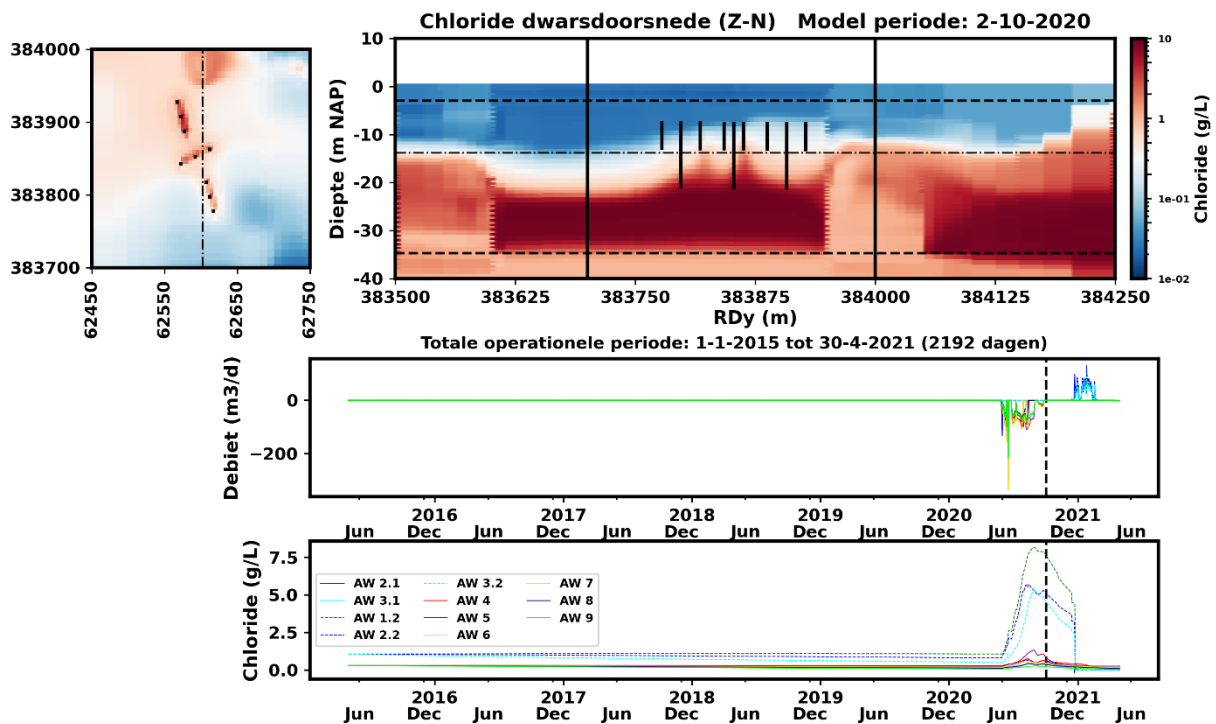 Chloride dwarsdoorsnede (Z-N) Model periode: 2-10-2020
384000
383900
383800
383700
62450
62550
62650
62750
Diepte (m NAP)
10
0
−10
−20
−30
−40
383500
383625
383750
383875
384000
384125
384250
RDy (m)
10
1
1e-01
1e-02
Chloride (g/L)
Totale operationele periode: 1-1-2015 tot 30-4-2021 (2192 dagen)
Debiet (m3/d)
0
−200
2016 2017 2018 2019 2020 2021
Jun Dec Jun Dec Jun Dec Jun Dec Jun Dec Jun Dec Jun
Chloride (g/L)
7.5
5.0
2.5
0.0
AW 2.1 AW 3.2 AW 7
AW 3.1 AW 4 AW 8
AW 1.2 AW 5 AW 9
AW 2.2 AW 6
2016 2017 2018 2019 2020 2021
Jun Dec Jun Dec Jun Dec Jun Dec Jun Dec Jun Dec Jun